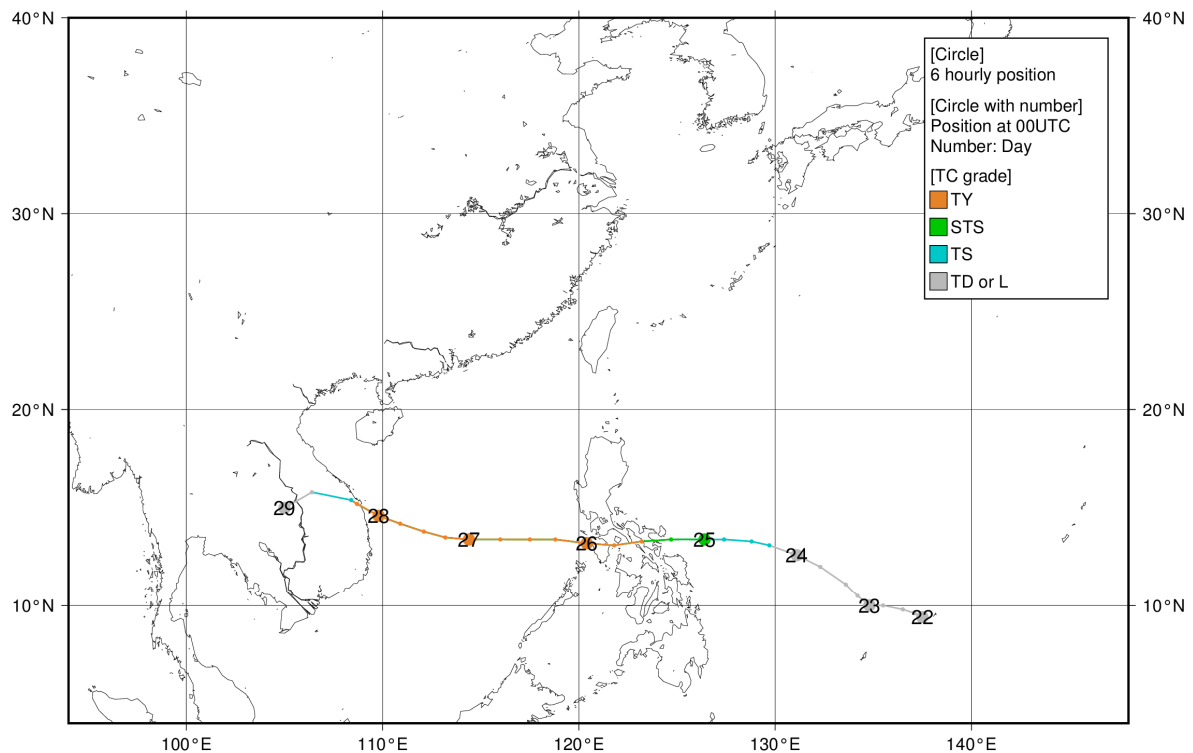 40°N
40°N
[Circle]
6 hourly position
[Circle with number]
Position at 00UTC
Number: Day
[TC grade]
TY
STS
TS
TD or L
30°N
30°N
20°N
20°N
29
28
27
26
25
24
23
22
10°N
10°N
100°E
110°E
120°E
130°E
140°E